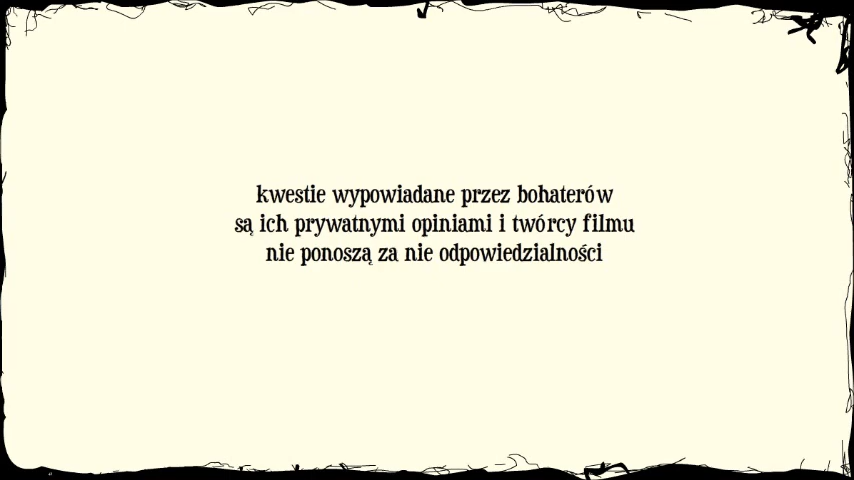 kwestie wypowiadane przez bohaterów
są ich prywatnymi opiniami i twórcy filmu
nie ponoszą za nie odpowiedzialności